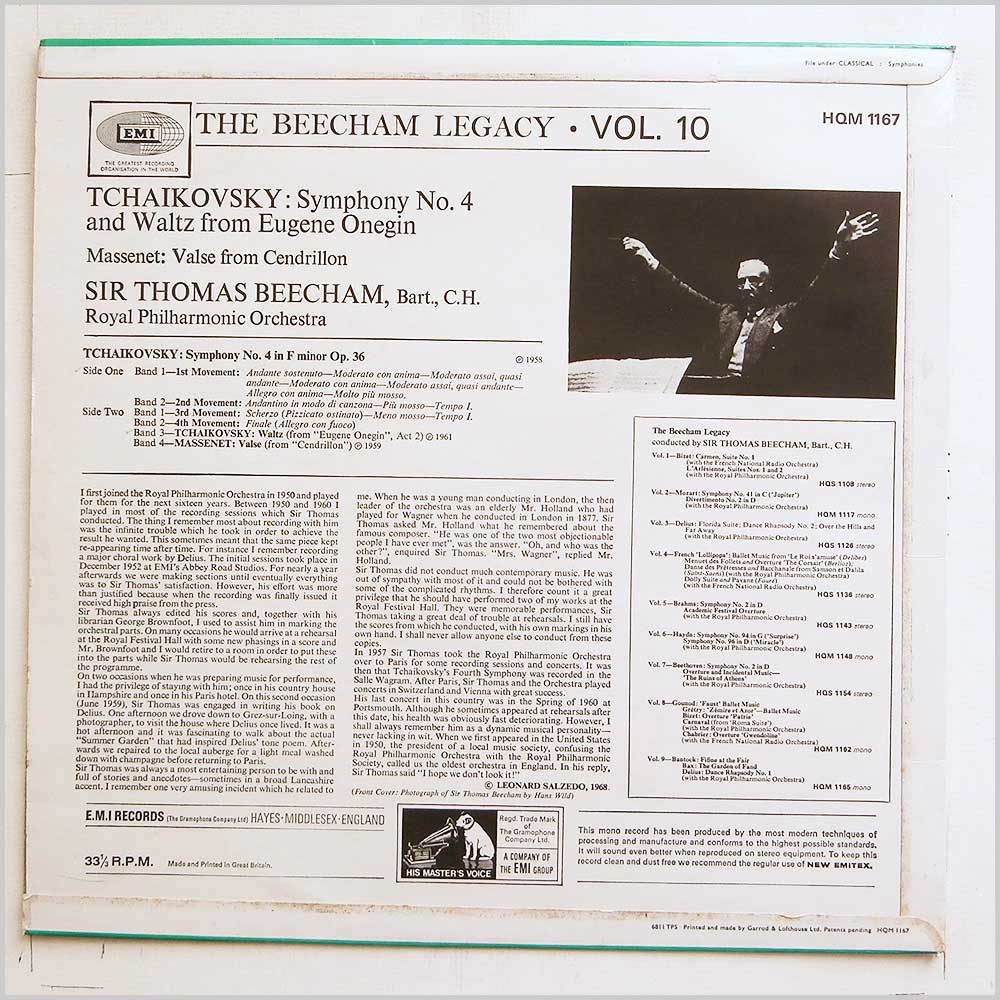 File under CLASSICAL : Symphonies
EMI
THE GREATEST RECORDING
ORGANISATION IN THE WORLD
THE BEECHAM LEGACY · VOL. 10
HQM 1167
TCHAIKOVSKY: Symphony No. 4
and Waltz from Eugene Onegin
Massenet: Valse from Cendrillon
SIR THOMAS BEECHAM, Bart., C.H.
Royal Philharmonic Orchestra
TCHAIKOVSKY: Symphony No. 4 in F minor Op. 36 ℗ 1958
Side One Band 1—1st Movement: Andante sostenuto—Moderato con anima—Moderato assai, quasi
andante—Moderato con anima—Moderato assai, quasi andante—
Allegro con anima—Molto più mosso.
Band 2—2nd Movement: Andantino in modo di canzona—Più mosso—Tempo I.
Side Two Band 1—3rd Movement: Scherzo (Pizzicato ostinato)—Meno mosso—Tempo I.
Band 2—4th Movement: Finale (Allegro con fuoco)
Band 3—TCHAIKOVSKY: Waltz (from "Eugene Onegin", Act 2) ℗ 1961
Band 4—MASSENET: Valse (from "Cendrillon") ℗ 1959
I first joined the Royal Philharmonic Orchestra in 1950 and played
for them for the next sixteen years. Between 1950 and 1960 I
played in most of the recording sessions which Sir Thomas
conducted. The thing I remember most about recording with him
was the infinite trouble which he took in order to achieve the
result he wanted. This sometimes meant that the same piece kept
re-appearing time after time. For instance I remember recording
a major choral work by Delius. The initial sessions took place in
December 1952 at EMI's Abbey Road Studios. For nearly a year
afterwards we were making sections until eventually everything
was to Sir Thomas' satisfaction. However, his effort was more
than justified because when the recording was finally issued it
received high praise from the press.
Sir Thomas always edited his scores and, together with his
librarian George Brownfoot, I used to assist him in marking the
orchestral parts. On many occasions he would arrive at a rehearsal
at the Royal Festival Hall with some new phasings in a score and
Mr. Brownfoot and I would retire to a room in order to put these
into the parts while Sir Thomas would be rehearsing the rest of
the programme.
On two occasions when he was preparing music for performance,
I had the privilege of staying with him; once in his country house
in Hampshire and once in his Paris hotel. On this second occasion
(June 1959), Sir Thomas was engaged in writing his book on
Delius. One afternoon we drove down to Grez-sur-Loing, with a
photographer, to visit the house where Delius once lived. It was a
hot afternoon and it was fascinating to walk about the actual
"Summer Garden" that had inspired Delius' tone poem. After-
wards we repaired to the local auberge for a light meal washed
down with champagne before returning to Paris.
Sir Thomas was always a most entertaining person to be with and
full of stories and anecdotes—sometimes in a broad Lancashire
accent. I remember one very amusing incident which he related to
me. When he was a young man conducting in London, the then
leader of the orchestra was an elderly Mr. Holland who had
played for Wagner when he conducted in London in 1877. Sir
Thomas asked Mr. Holland what he remembered about the
famous composer. "He was one of the two most objectionable
people I have ever met", was the answer. "Oh, and who was the
other?", enquired Sir Thomas. "Mrs. Wagner", replied Mr.
Holland.
Sir Thomas did not conduct much contemporary music. He was
out of sympathy with most of it and could not be bothered with
some of the complicated rhythms. I therefore count it a great
privilege that he should have performed two of my works at the
Royal Festival Hall. They were memorable performances, Sir
Thomas taking a great deal of trouble at rehearsals. I still have
the scores from which he conducted, with his own markings in his
own hand. I shall never allow anyone else to conduct from these
copies.
In 1957 Sir Thomas took the Royal Philharmonic Orchestra
over to Paris for some recording sessions and concerts. It was
then that Tchaikovsky's Fourth Symphony was recorded in the
Salle Wagram. After Paris, Sir Thomas and the Orchestra played
concerts in Switzerland and Vienna with great success.
His last concert in this country was in the Spring of 1960 at
Portsmouth. Although he sometimes appeared at rehearsals after
this date, his health was obviously fast deteriorating. However, I
shall always remember him as a dynamic musical personality—
never lacking in wit. When we first appeared in the United States
in 1950, the president of a local music society, confusing the
Royal Philharmonic Orchestra with the Royal Philharmonic
Society, called us the oldest orchestra in England. In his reply,
Sir Thomas said "I hope we don't look it!"
© LEONARD SALZEDO, 1968.
(Front Cover: Photograph of Sir Thomas Beecham by Hans Wild)
The Beecham Legacy
conducted by SIR THOMAS BEECHAM, Bart., C.H.
Vol. 1—Bizet: Carmen, Suite No. 1
(with the French National Radio Orchestra)
L'Arlésienne, Suites Nos. 1 and 2
(with the Royal Philharmonic Orchestra)
HQS 1108 stereo
Vol. 2—Mozart: Symphony No. 41 in C ('Jupiter')
Divertimento No. 2 in D
(with the Royal Philharmonic Orchestra)
HQM 1117 mono
Vol. 3—Delius: Florida Suite; Dance Rhapsody No. 2; Over the Hills and
Far Away
(with the Royal Philharmonic Orchestra)
HQS 1126 stereo
Vol. 4—French 'Lollipops': Ballet Music from 'Le Roi s'amuse' (Delibes)
Menuet des Follets and Overture 'The Corsair' (Berlioz);
Danse des Prêtresses and Bacchanale from Samson et Dalila
(Saint-Saens) (with the Royal Philharmonic Orchestra)
Dolly Suite and Pavane (Fauré)
(with the French National Radio Orchestra)
HQS 1136 stereo
Vol. 5—Brahms: Symphony No. 2 in D
Academic Festival Overture
(with the Royal Philharmonic Orchestra)
HQS 1143 stereo
Vol. 6—Haydn: Symphony No. 94 in G ('Surprise')
Symphony No. 96 in D ('Miracle')
(with the Royal Philharmonic Orchestra)
HQM 1148 mono
Vol. 7—Beethoven: Symphony No. 2 in D
Overture and Incidental Music—
'The Ruins of Athens'
(with the Royal Philharmonic Orchestra)
HQS 1154 stereo
Vol. 8—Gounod: 'Faust' Ballet Music
Grétry: 'Zémire et Azor'—Ballet Music
Bizet: Overture 'Patrie'
Carnaval (from 'Roma Suite')
(with the Royal Philharmonic Orchestra)
Chabrier: Overture 'Gwendoline'
(with the French National Radio Orchestra)
HQM 1162 mono
Vol. 9—Bantock: Fifine at the Fair
Bax: The Garden of Fand
Delius: Dance Rhapsody No. 1
(with the Royal Philharmonic Orchestra)
HQM 1165 mono
E.M.I RECORDS (The Gramophone Company Ltd) HAYES·MIDDLESEX·ENGLAND
33⅓ R.P.M. Made and Printed in Great Britain.
HIS MASTER'S VOICE
Regd. Trade Mark
of The
Gramophone
Company Ltd.
A COMPANY OF
THE EMI GROUP
This mono record has been produced by the most modern techniques of
processing and manufacture and conforms to the highest possible standards.
It will sound even better when reproduced on stereo equipment. To keep this
record clean and dust free we recommend the regular use of NEW EMITEX.
6811 TPS Printed and made by Garrod & Lofthouse Ltd. Patents pending HQM 1167